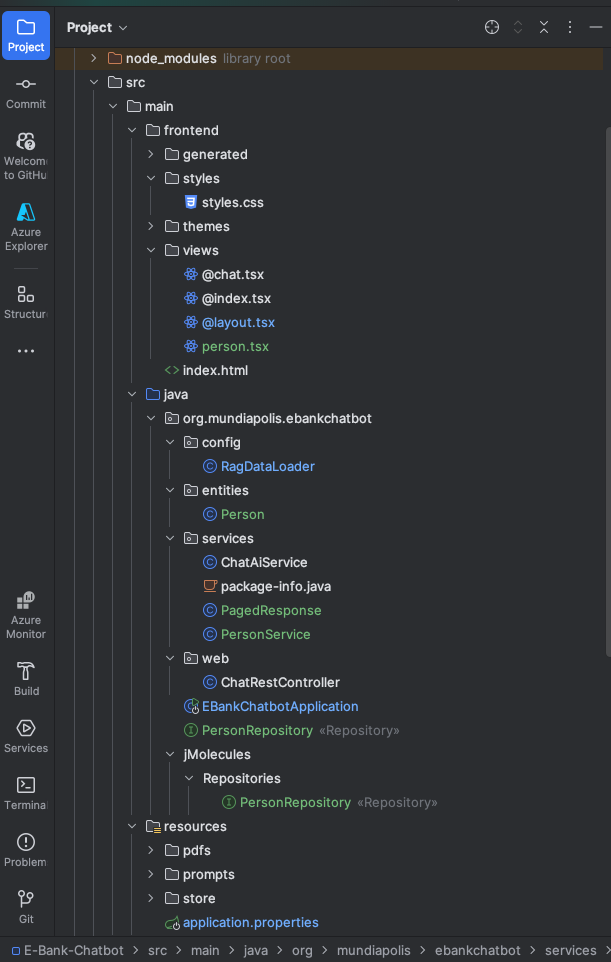 Project
Project
Commit
Welcom
to GitHu
Azure
Explorer
Structur
Azure
Monitor
Build
Services
Termina
Problem
Git
node_modules library root
src
main
frontend
generated
styles
styles.css
themes
views
@chat.tsx
@index.tsx
@layout.tsx
person.tsx
index.html
java
org.mundiapolis.ebankchatbot
config
RagDataLoader
entities
Person
services
ChatAiService
package-info.java
PagedResponse
PersonService
web
ChatRestController
EBankChatbotApplication
PersonRepository «Repository»
jMolecules
Repositories
PersonRepository «Repository»
resources
pdfs
prompts
store
application.properties
E-Bank-Chatbot > src > main > java > org > mundiapolis > ebankchatbot > services >